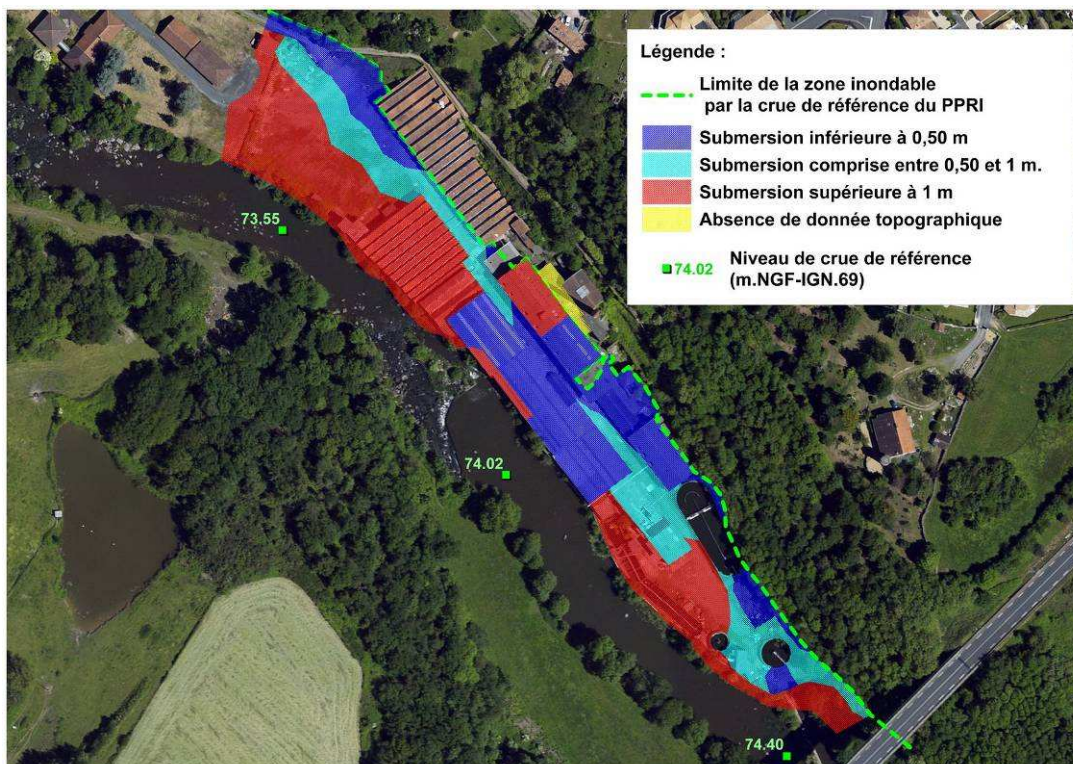 Légende :
Limite de la zone inondable
par la crue de référence du PPRI
Submersion inférieure à 0,50 m
Submersion comprise entre 0,50 et 1 m.
Submersion supérieure à 1 m
Absence de donnée topographique
74.02 Niveau de crue de référence
(m.NGF-IGN.69)
73.55
74.02
74.40